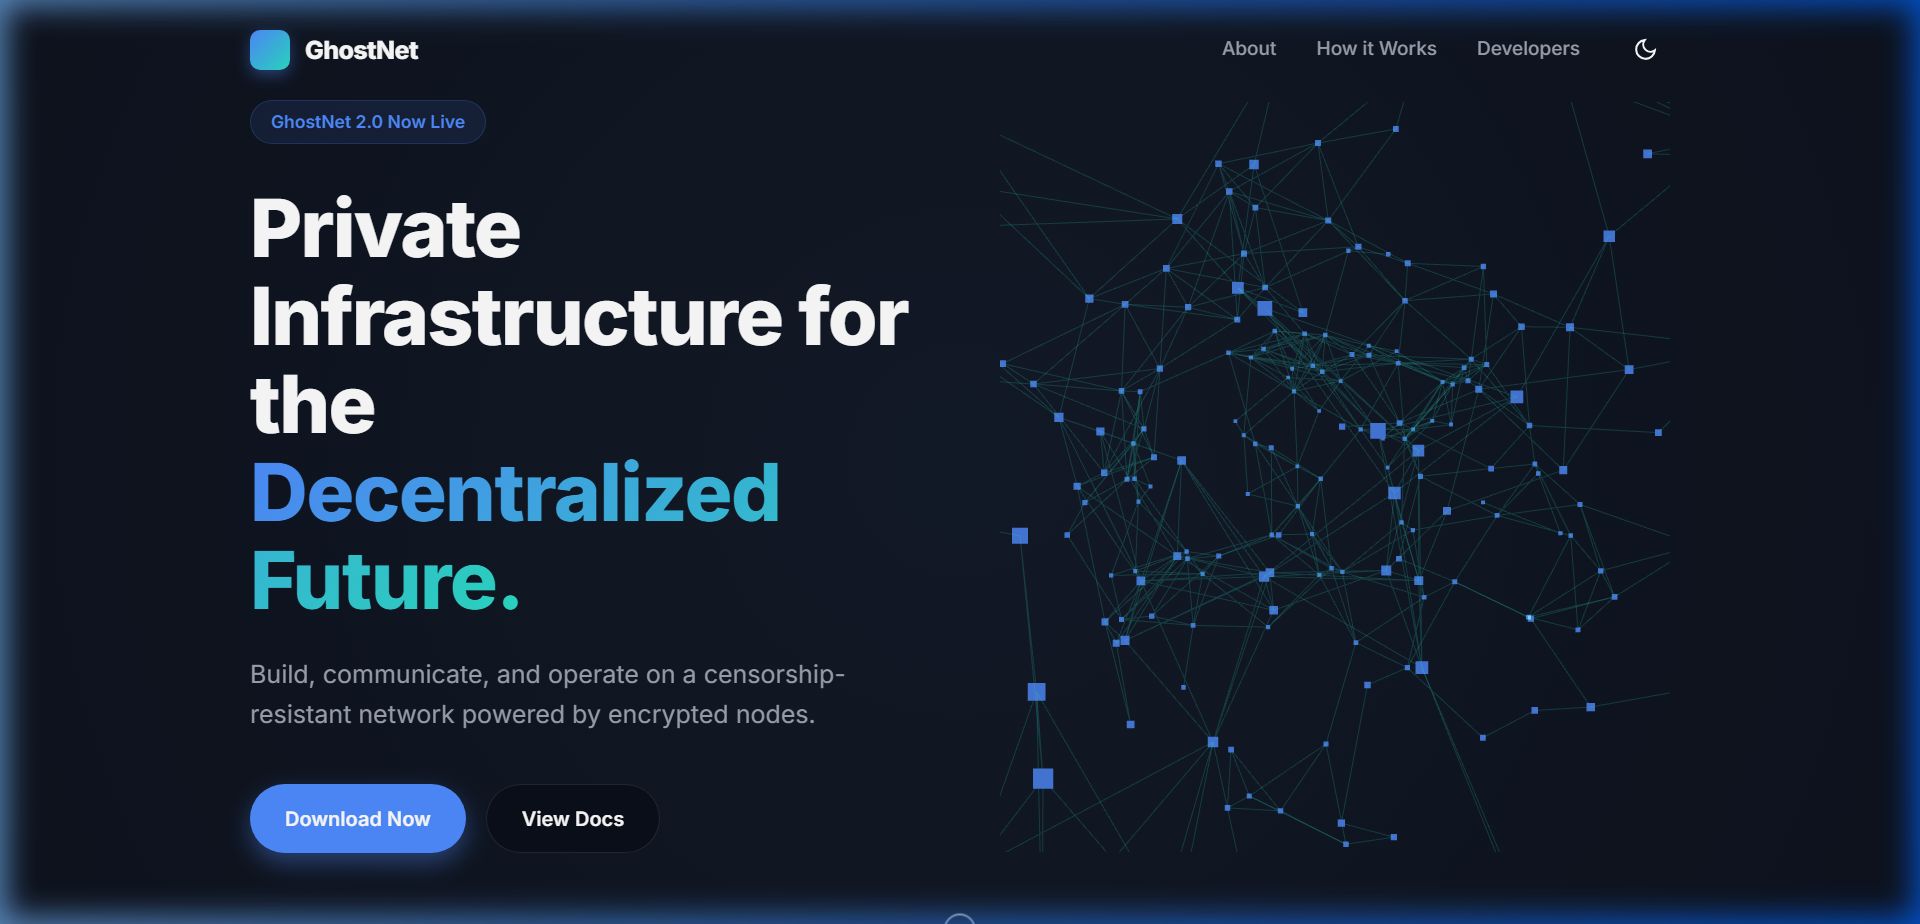 GhostNet
About
How it Works
Developers
GhostNet 2.0 Now Live
Private
Infrastructure for
the
Decentralized
Future.
Build, communicate, and operate on a censorship-
resistant network powered by encrypted nodes.
Download Now
View Docs